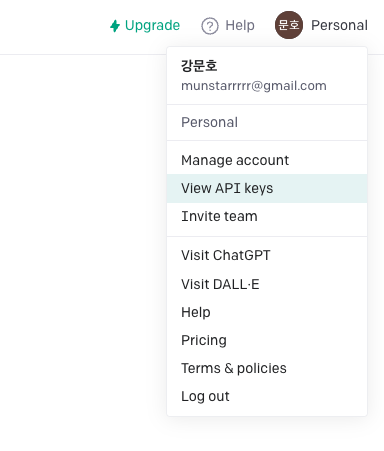 Upgrade Help 문호 Personal
강문호
munstarrrrr@gmail.com
Personal
Manage account
View API keys
Invite team
Visit ChatGPT
Visit DALL·E
Help
Pricing
Terms & policies
Log out